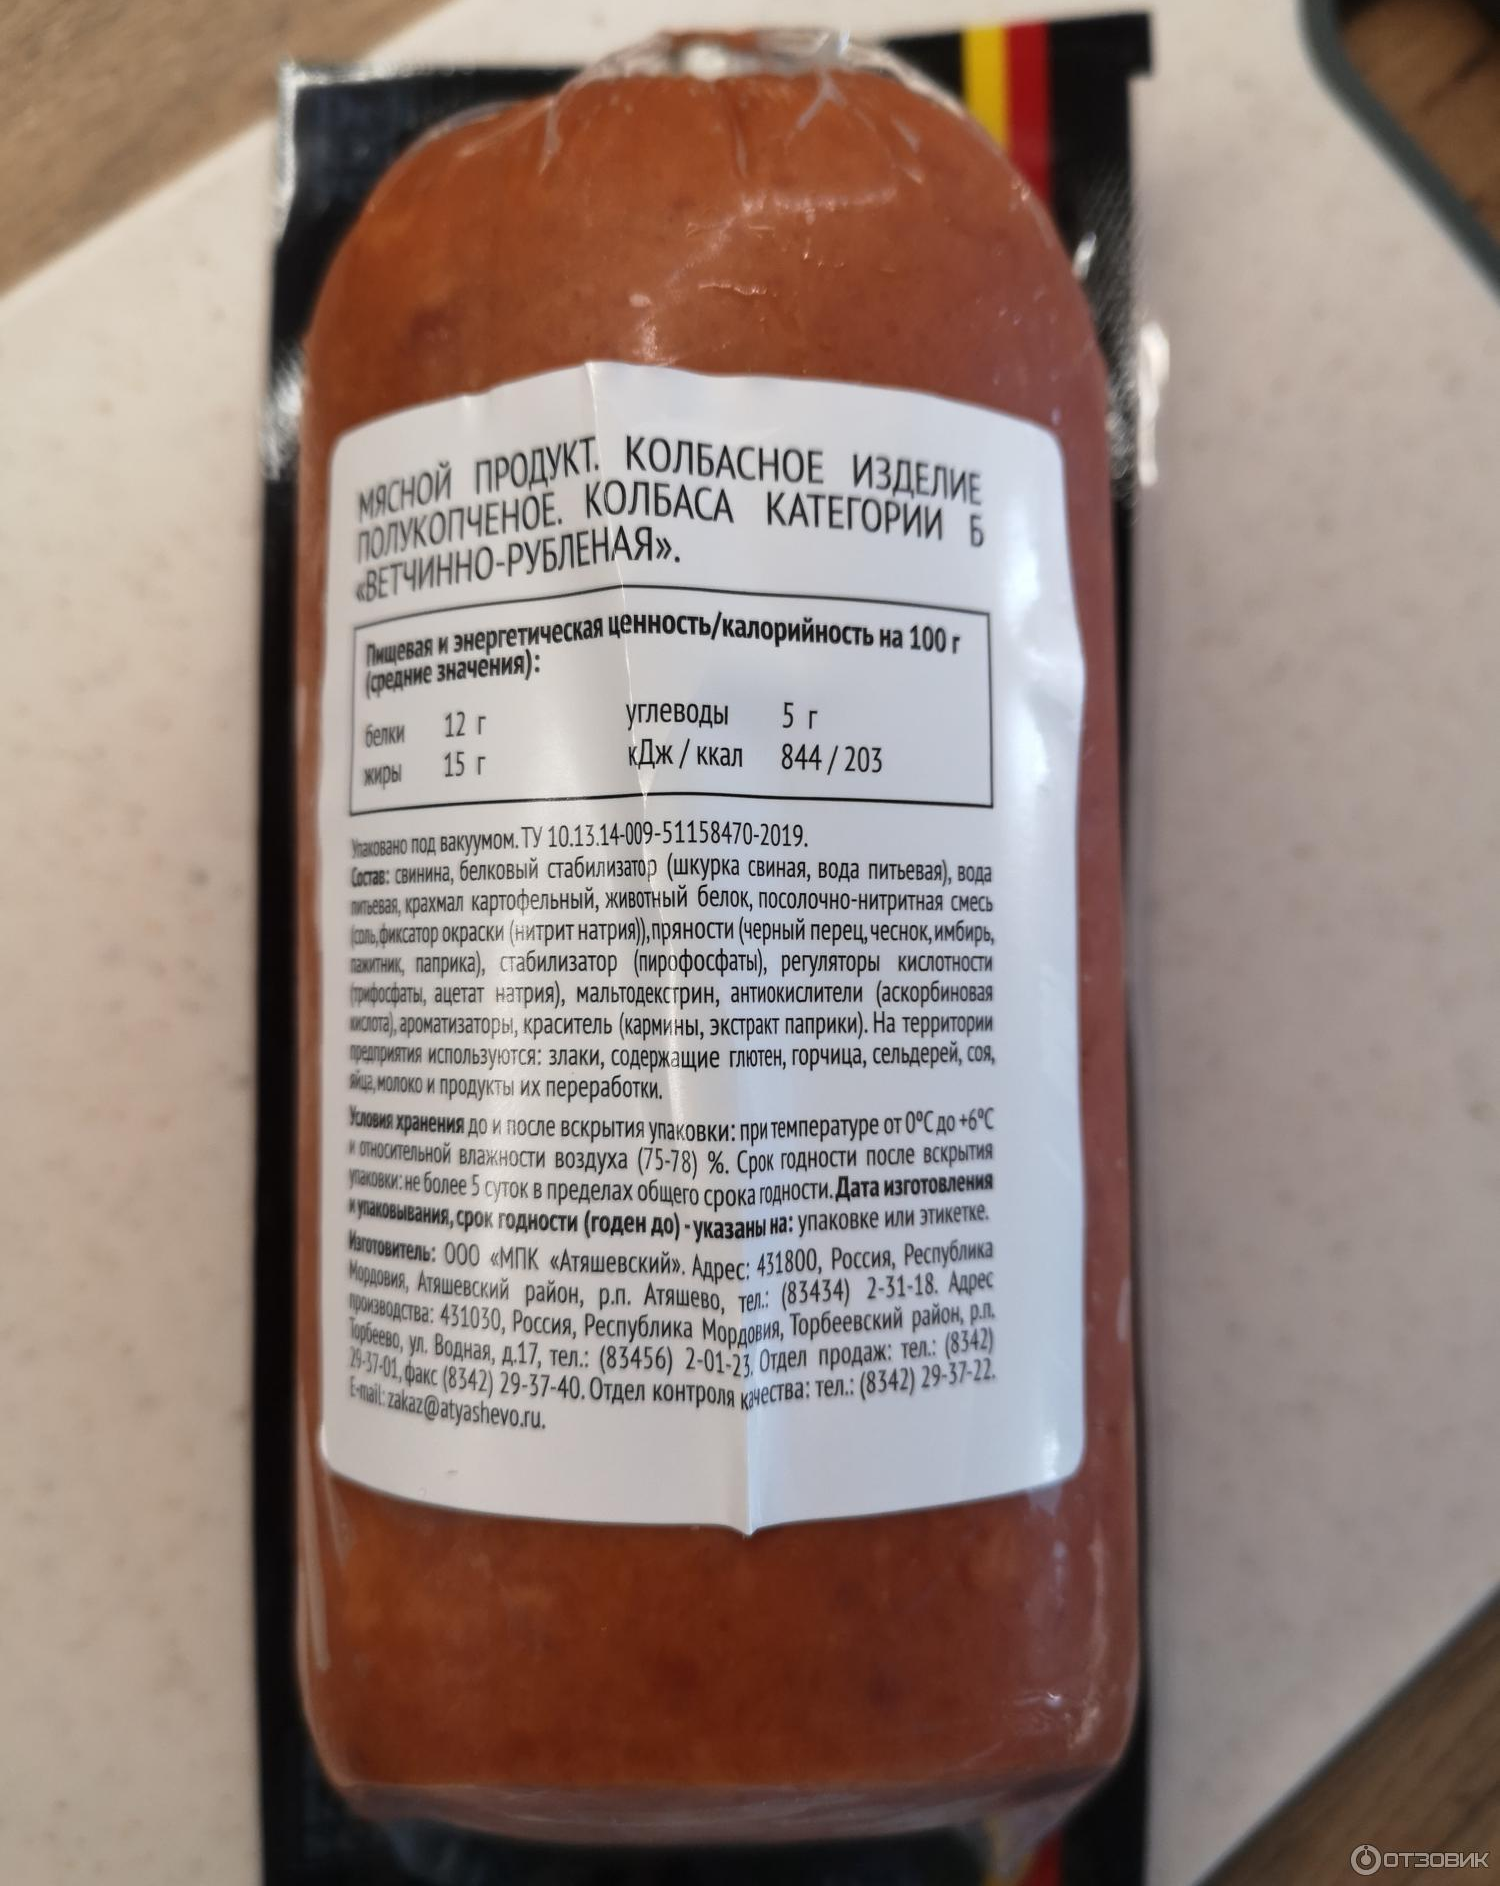 МЯСНОЙ ПРОДУКТ. КОЛБАСНОЕ ИЗДЕЛИЕ
ПОЛУКОПЧЕНОЕ. КОЛБАСА КАТЕГОРИИ Б
«ВЕТЧИННО-РУБЛЕНАЯ».
Пищевая и энергетическая ценность/калорийность на 100 г
(средние значения):
белки 12 г углеводы 5 г
жиры 15 г кДж / ккал 844 / 203
Упаковано под вакуумом. ТУ 10.13.14-009-51158470-2019.
Состав: свинина, белковый стабилизатор (шкурка свиная, вода питьевая), вода
питьевая, крахмал картофельный, животный белок, посолочно-нитритная смесь
(соль, фиксатор окраски (нитрит натрия)), пряности (черный перец, чеснок, имбирь,
пажитник, паприка), стабилизатор (пирофосфаты), регуляторы кислотности
(трифосфаты, ацетат натрия), мальтодекстрин, антиокислители (аскорбиновая
кислота), ароматизаторы, краситель (кармины, экстракт паприки). На территории
предприятия используются: злаки, содержащие глютен, горчица, сельдерей, соя,
яйца, молоко и продукты их переработки.
Условия хранения до и после вскрытия упаковки: при температуре от 0°С до +6°С
и относительной влажности воздуха (75-78) %. Срок годности после вскрытия
упаковки: не более 5 суток в пределах общего срока годности. Дата изготовления
и упаковывания, срок годности (годен до) - указаны на: упаковке или этикетке.
Изготовитель: ООО «МПК «Атяшевский». Адрес: 431800, Россия, Республика
Мордовия, Атяшевский район, р.п. Атяшево, тел.: (83434) 2-31-18. Адрес
производства: 431030, Россия, Республика Мордовия, Торбеевский район, р.п.
Торбеево, ул. Водная, д.17, тел.: (83456) 2-01-23. Отдел продаж: тел.: (8342)
29-37-01, факс (8342) 29-37-40. Отдел контроля качества: тел.: (8342) 29-37-22.
E-mail: zakaz@atyashevo.ru.
ОТЗОВИК